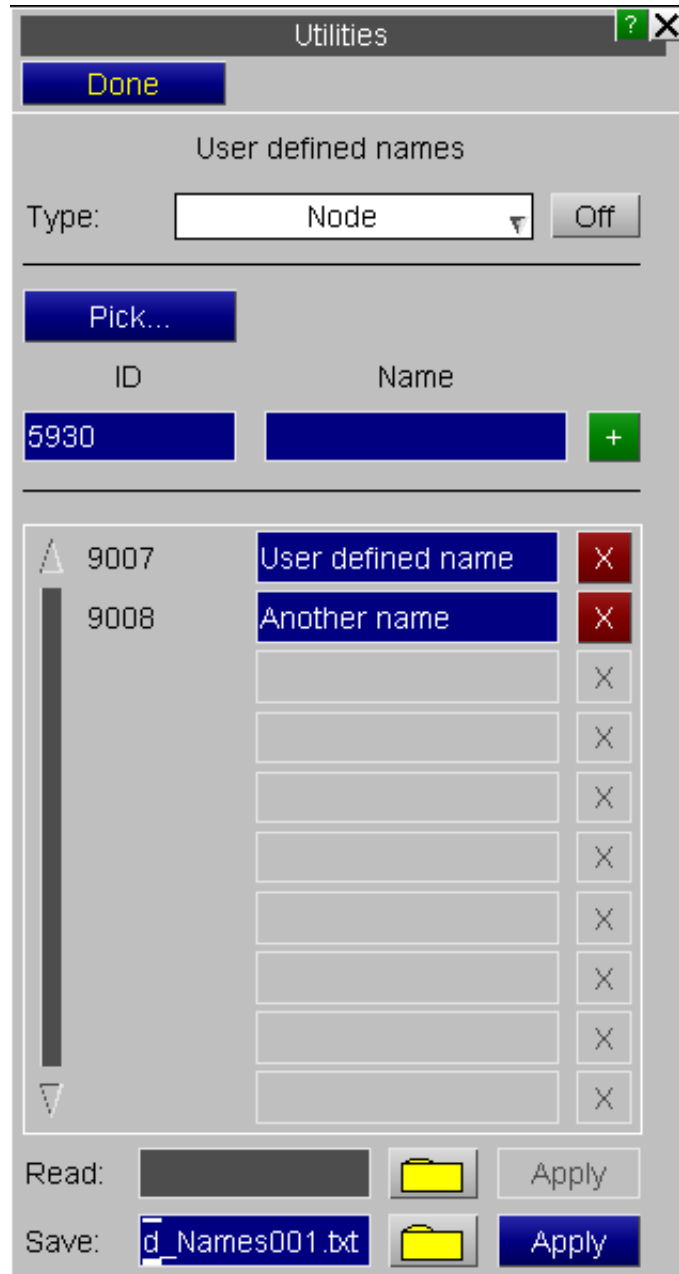 Utilities ? X
Done
User defined names
Type: Node Off
Pick...
ID Name
5930 +
9007 User defined name X
9008 Another name X
X
X
X
X
X
X
X
X
Read: Apply
Save: d_Names001.txt Apply